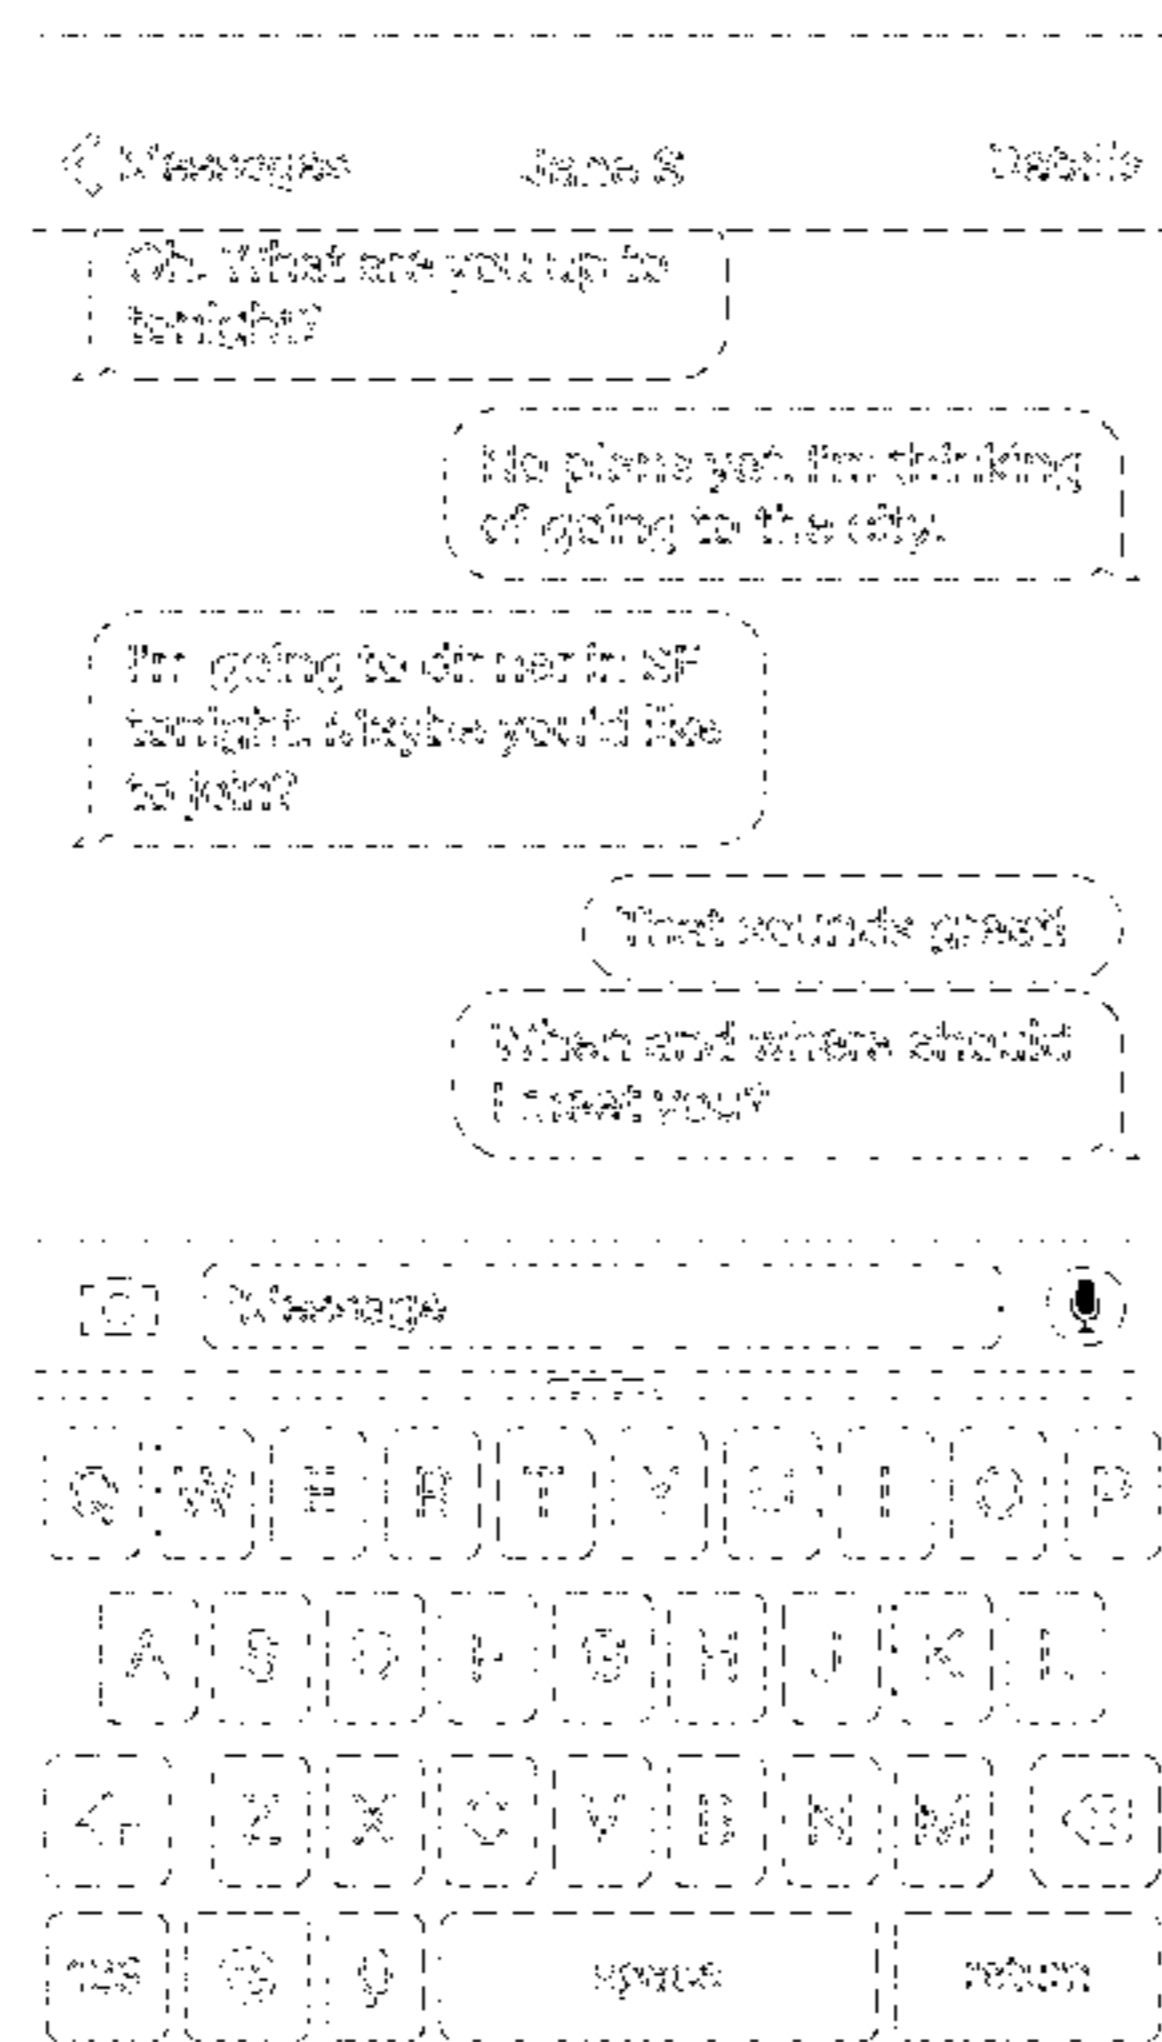 Messages Jane S Details
Oh. What are you up to
tonight?
No plans yet. I'm thinking
of going to the city.
I'm going to dinner in SF
tonight. Maybe you'd like
to join?
That sounds great!
When and where should
I meet you?
Message
Q W E R T Y U I O P
A S D F G H J K L
Z X C V B N M
123 space return